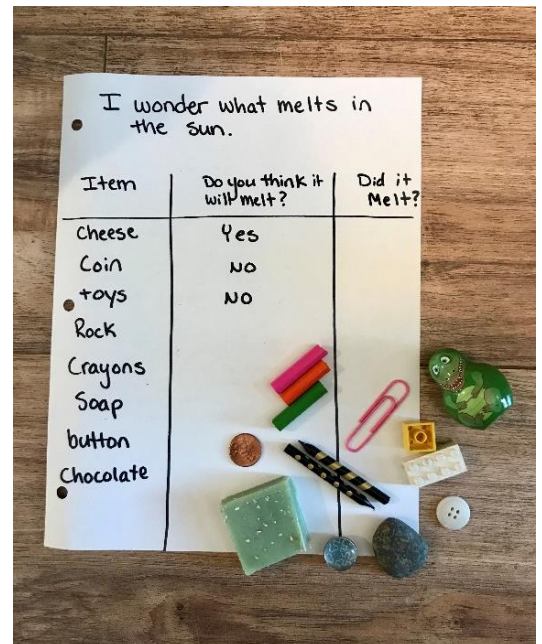 I wonder what melts in
the sun.
Item Do you think it will melt? Did it Melt?
Cheese Yes
Coin NO
toys NO
Rock
Crayons
Soap
button
Chocolate